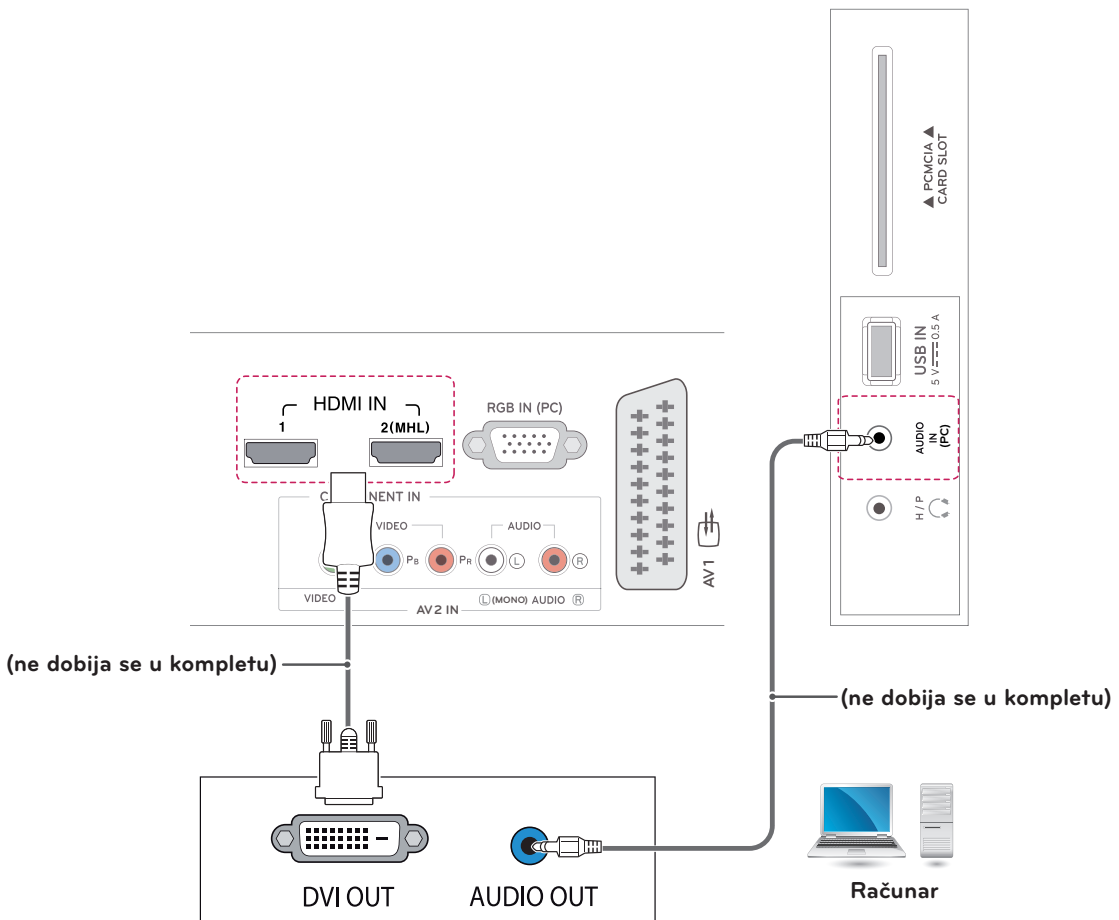 ▲ PCMCIA ▲
CARD SLOT
USB IN
5 V 0.5 A
AUDIO
IN
(PC)
H / P
HDMI IN
1
2(MHL)
RGB IN (PC)
C NENT IN
VIDEO
AUDIO
PB
PR
L
R
VIDEO
L(MONO) AUDIO R
AV2 IN
AV1
(ne dobija se u kompletu)
(ne dobija se u kompletu)
DVI OUT
AUDIO OUT
Računar